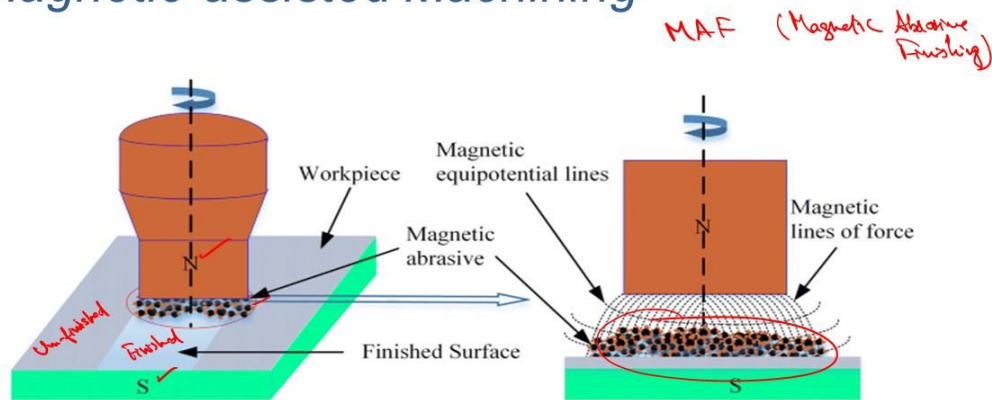 Magnetic-assisted Machining
MAF (Magnetic Abrasive
Finishing)
Workpiece
Magnetic
equipotential lines
Magnetic
lines of force
Magnetic
abrasive
N
N
Un-finished
Finished
Finished Surface
S
S